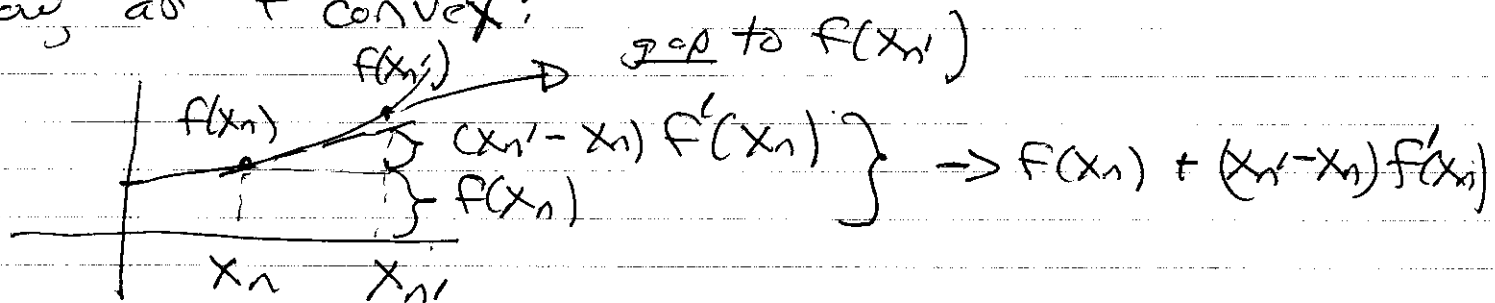 as f convex:
gap to f(xₙ′)
f(xₙ′)
f(xₙ)
(xₙ′ - xₙ) f′(xₙ) } → f(xₙ) + (xₙ′ - xₙ) f′(xₙ)
} f(xₙ)
xₙ xₙ′